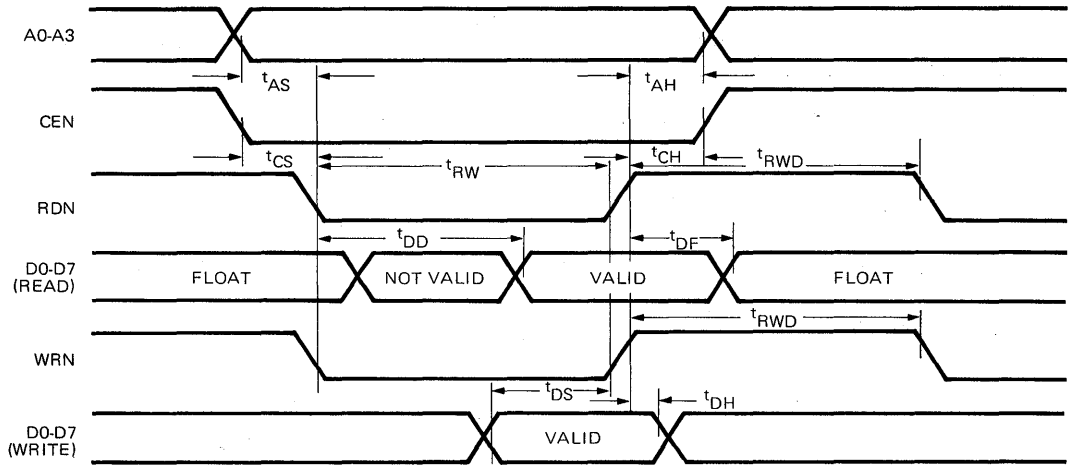 A0-A3
tAS
tAH
CEN
tCS
tRW
tCH
tRWD
RDN
tDD
tDF
D0-D7
(READ)
FLOAT
NOT VALID
VALID
FLOAT
tRWD
WRN
tDS
tDH
D0-D7
(WRITE)
VALID